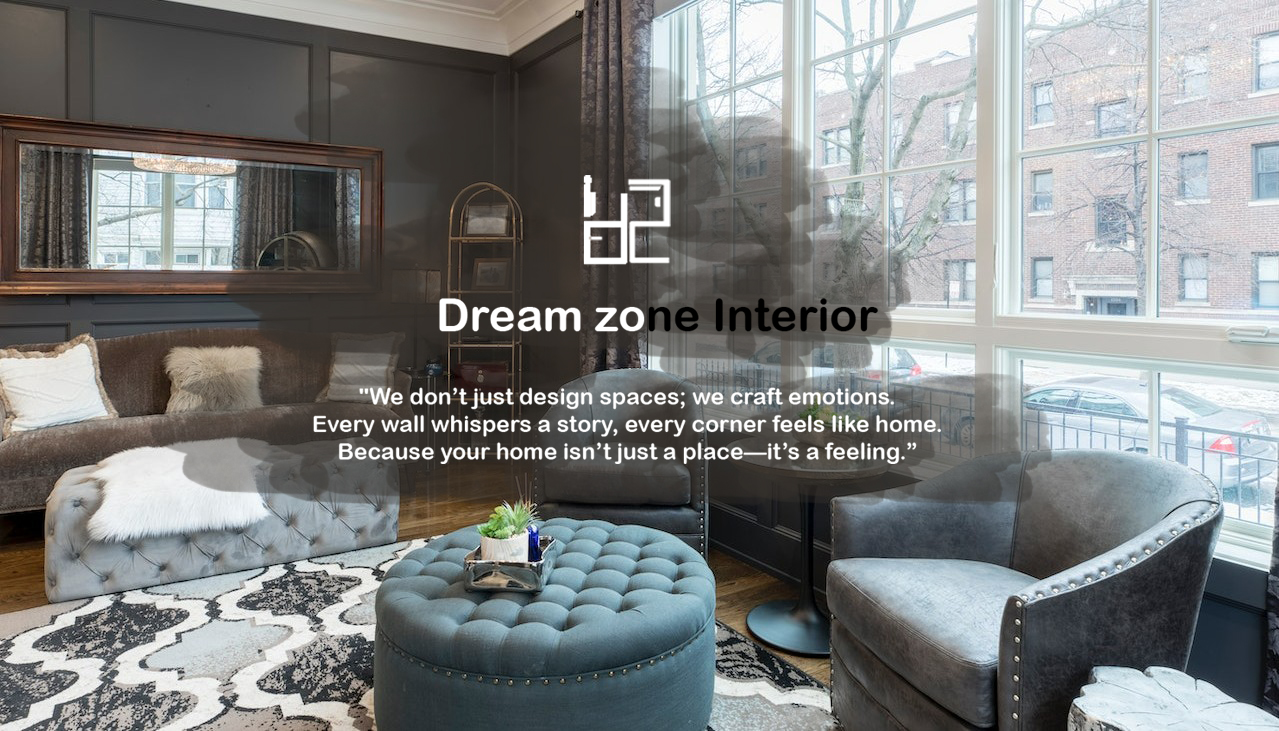 Dream zone Interior
"We don’t just design spaces; we craft emotions.
Every wall whispers a story, every corner feels like home.
Because your home isn’t just a place—it’s a feeling.”